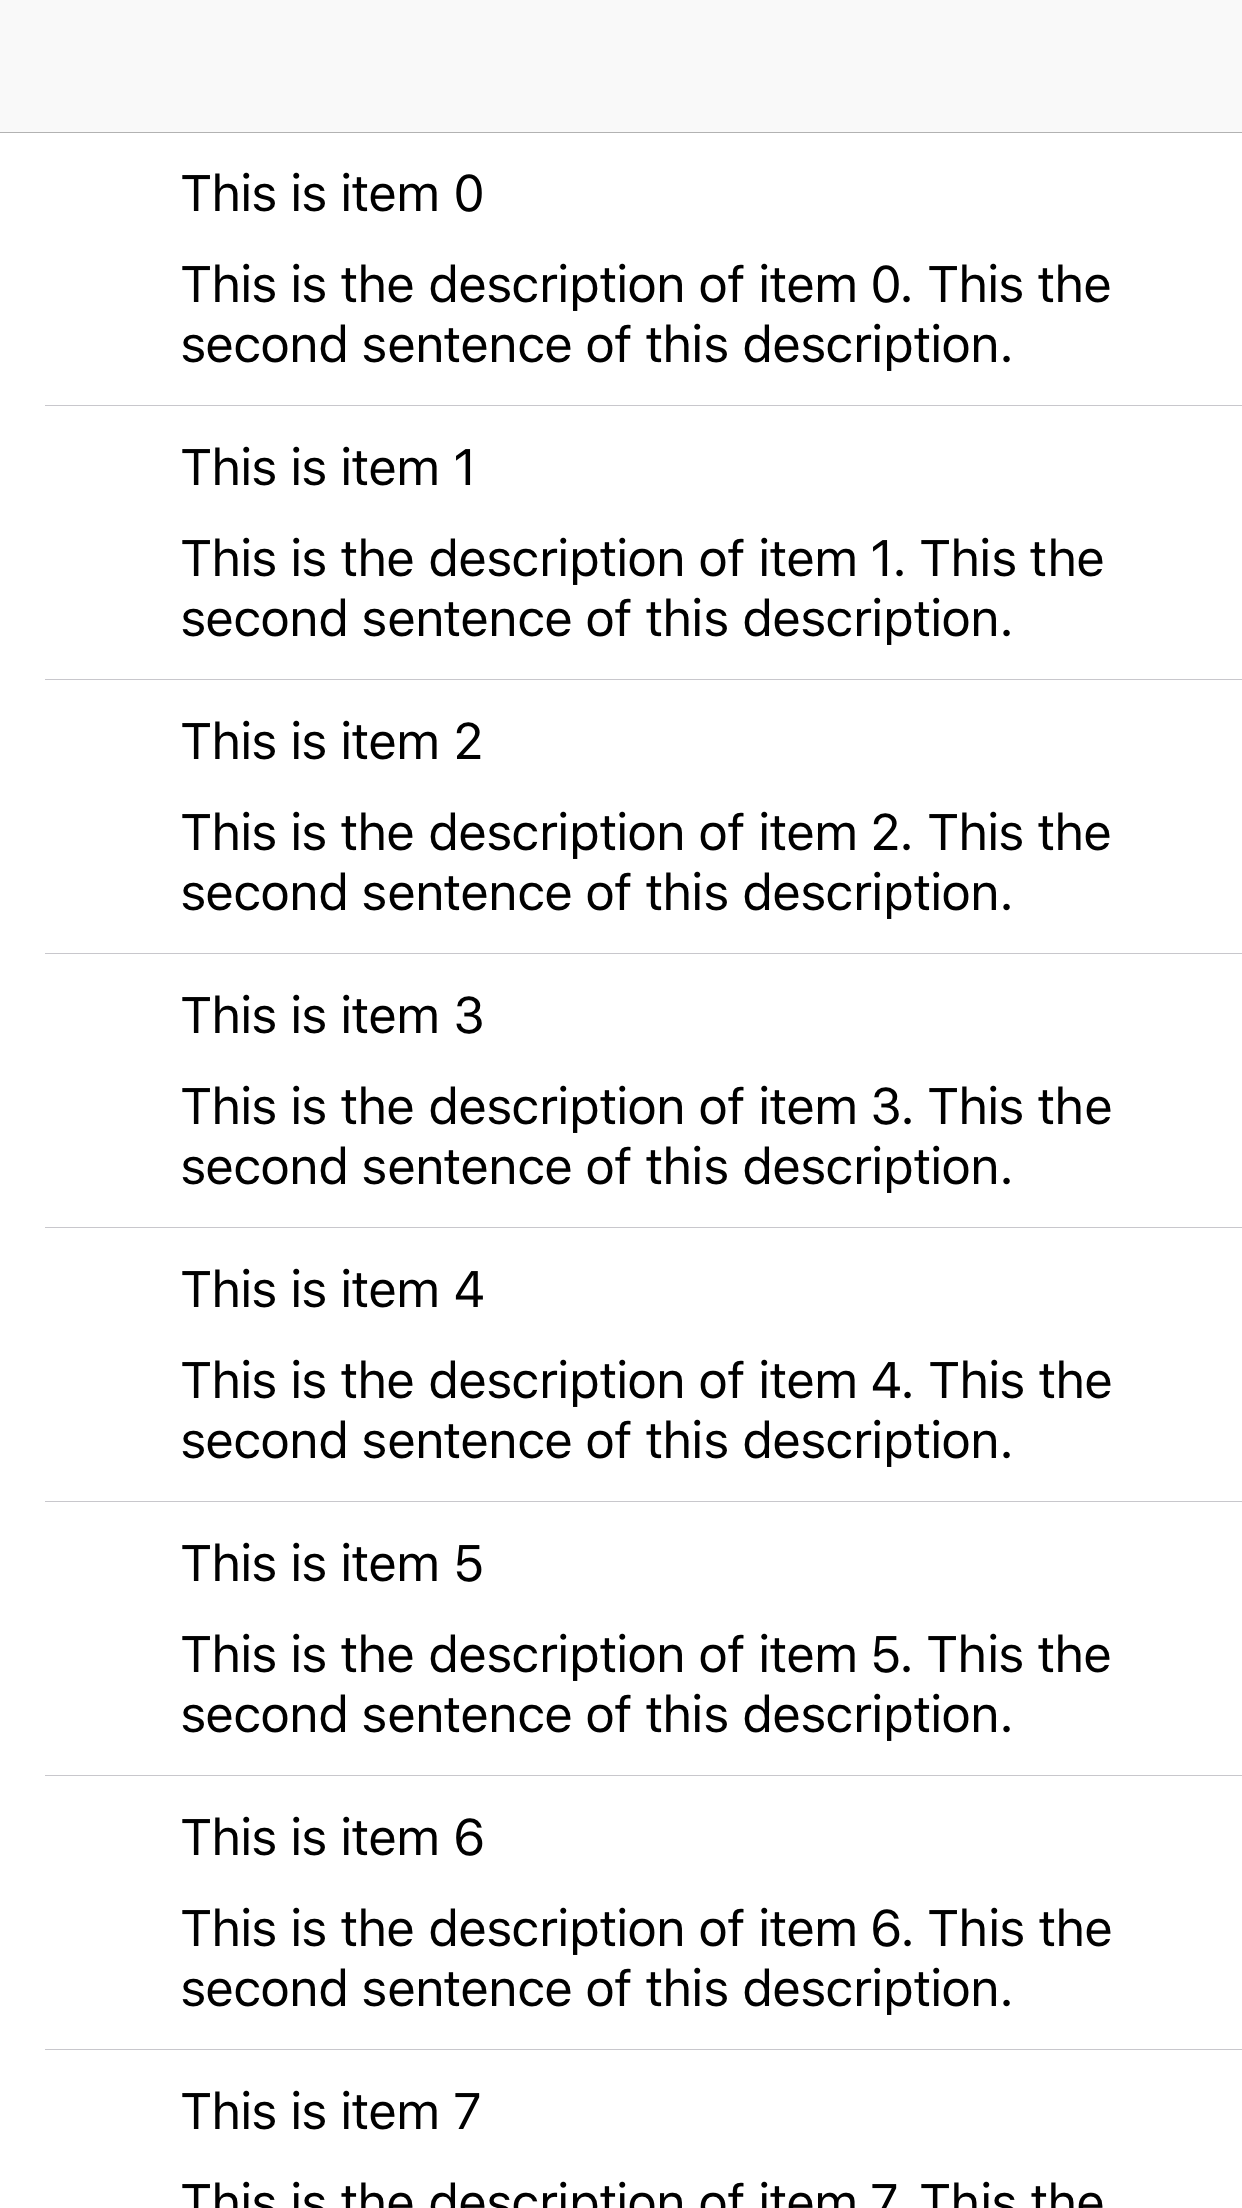 This is item 0
This is the description of item 0. This the
second sentence of this description.
This is item 1
This is the description of item 1. This the
second sentence of this description.
This is item 2
This is the description of item 2. This the
second sentence of this description.
This is item 3
This is the description of item 3. This the
second sentence of this description.
This is item 4
This is the description of item 4. This the
second sentence of this description.
This is item 5
This is the description of item 5. This the
second sentence of this description.
This is item 6
This is the description of item 6. This the
second sentence of this description.
This is item 7
This is the description of item 7. This the